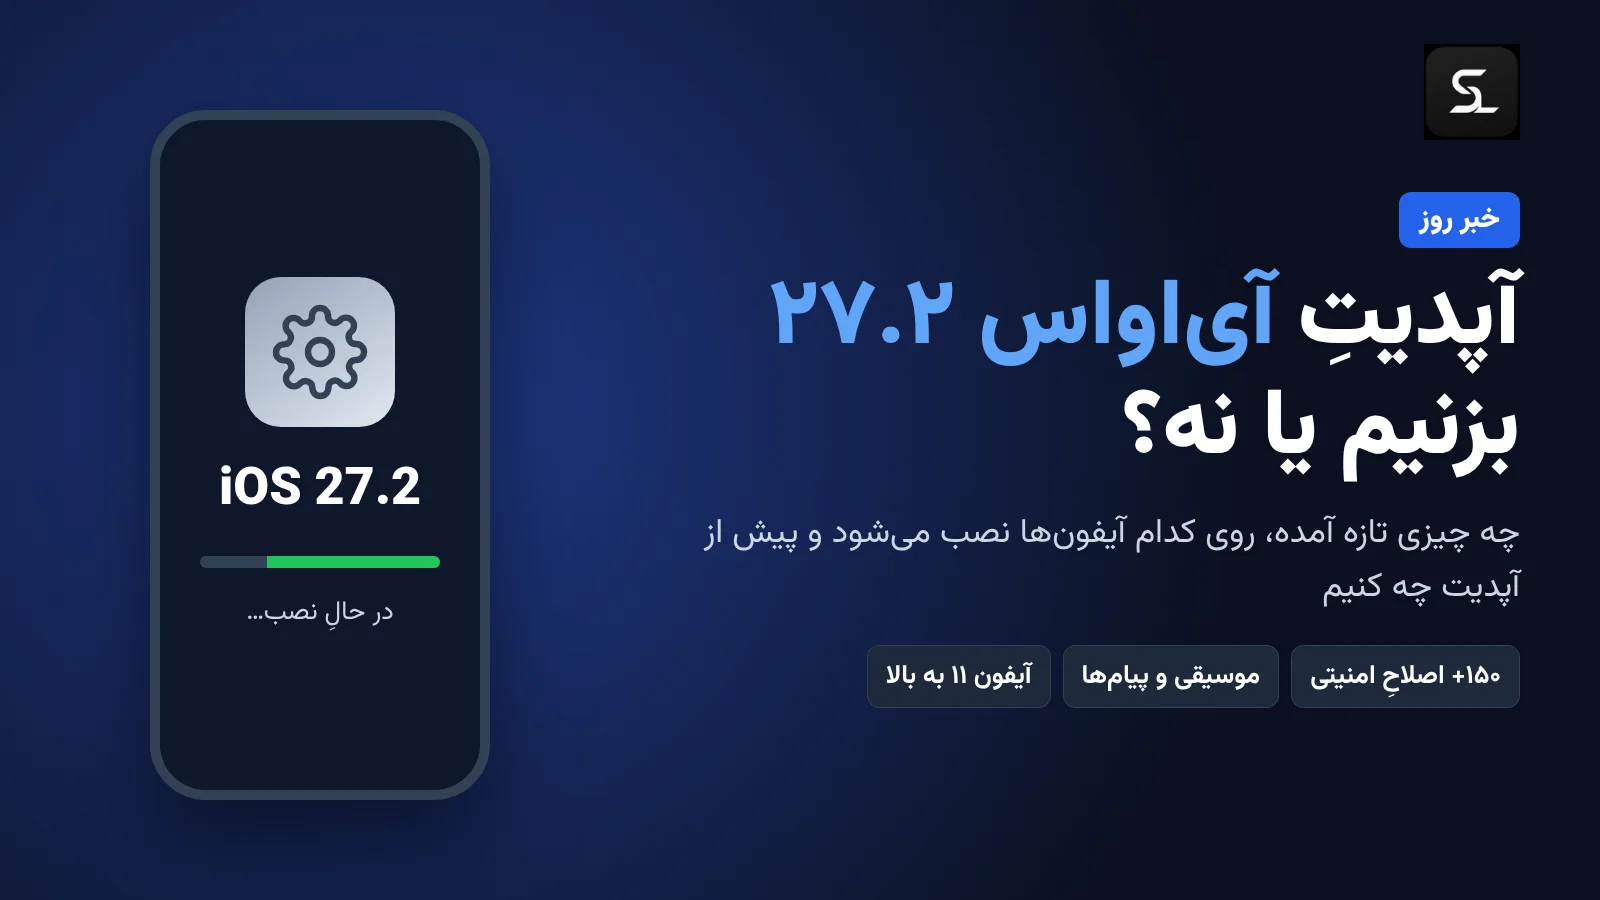 خبر روز
آپدیتِ آی‌اواس ۲۷.۲
بزنیم یا نه؟
چه چیزی تازه آمده، روی کدام آیفون‌ها نصب می‌شود و پیش از
آپدیت چه کنیم
۱۵۰+ اصلاحِ امنیتی
موسیقی و پیام‌ها
آیفون ۱۱ به بالا
iOS 27.2
در حالِ نصب...